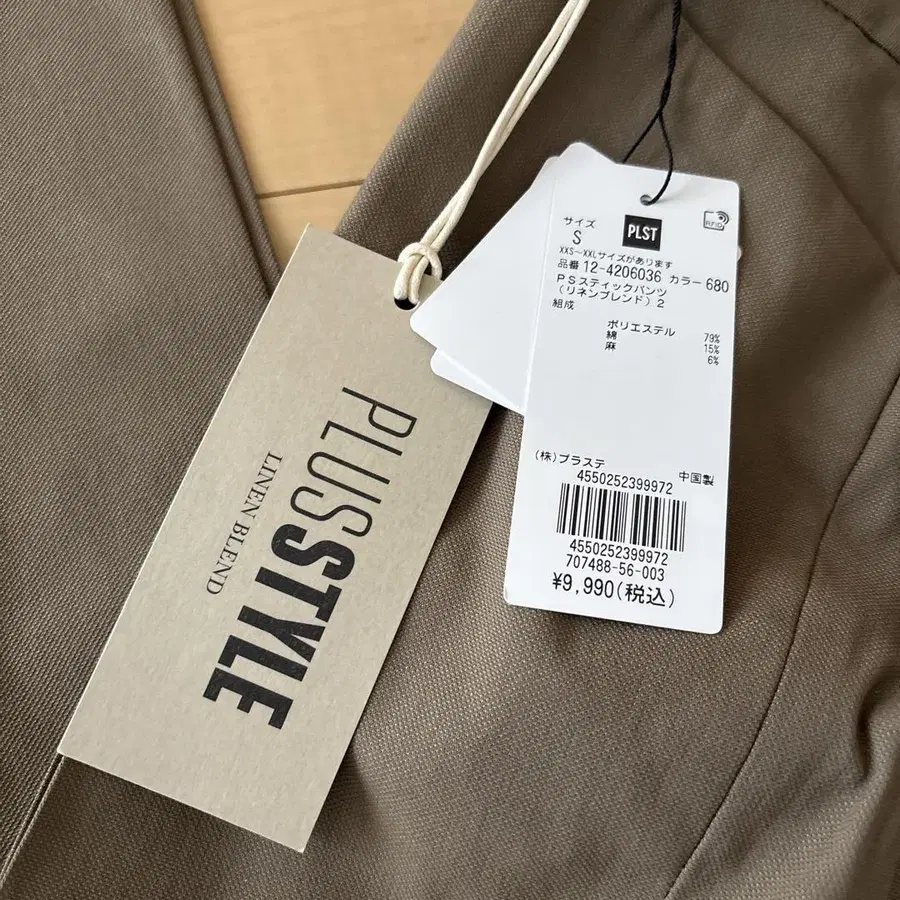 PLUSSTYLE
LINEN BLEND
サイズ
S
PLST
RFID
XXS～XXLサイズがあります
品番 12-4206036 カラー 680
PSスティックパンツ
(リネンブレンド) 2
組成
ポリエステル 79%
綿 15%
麻 6%
(株)プラステ
4550252399972 中国製
4550252399972
707488-56-003
¥9,990(税込)